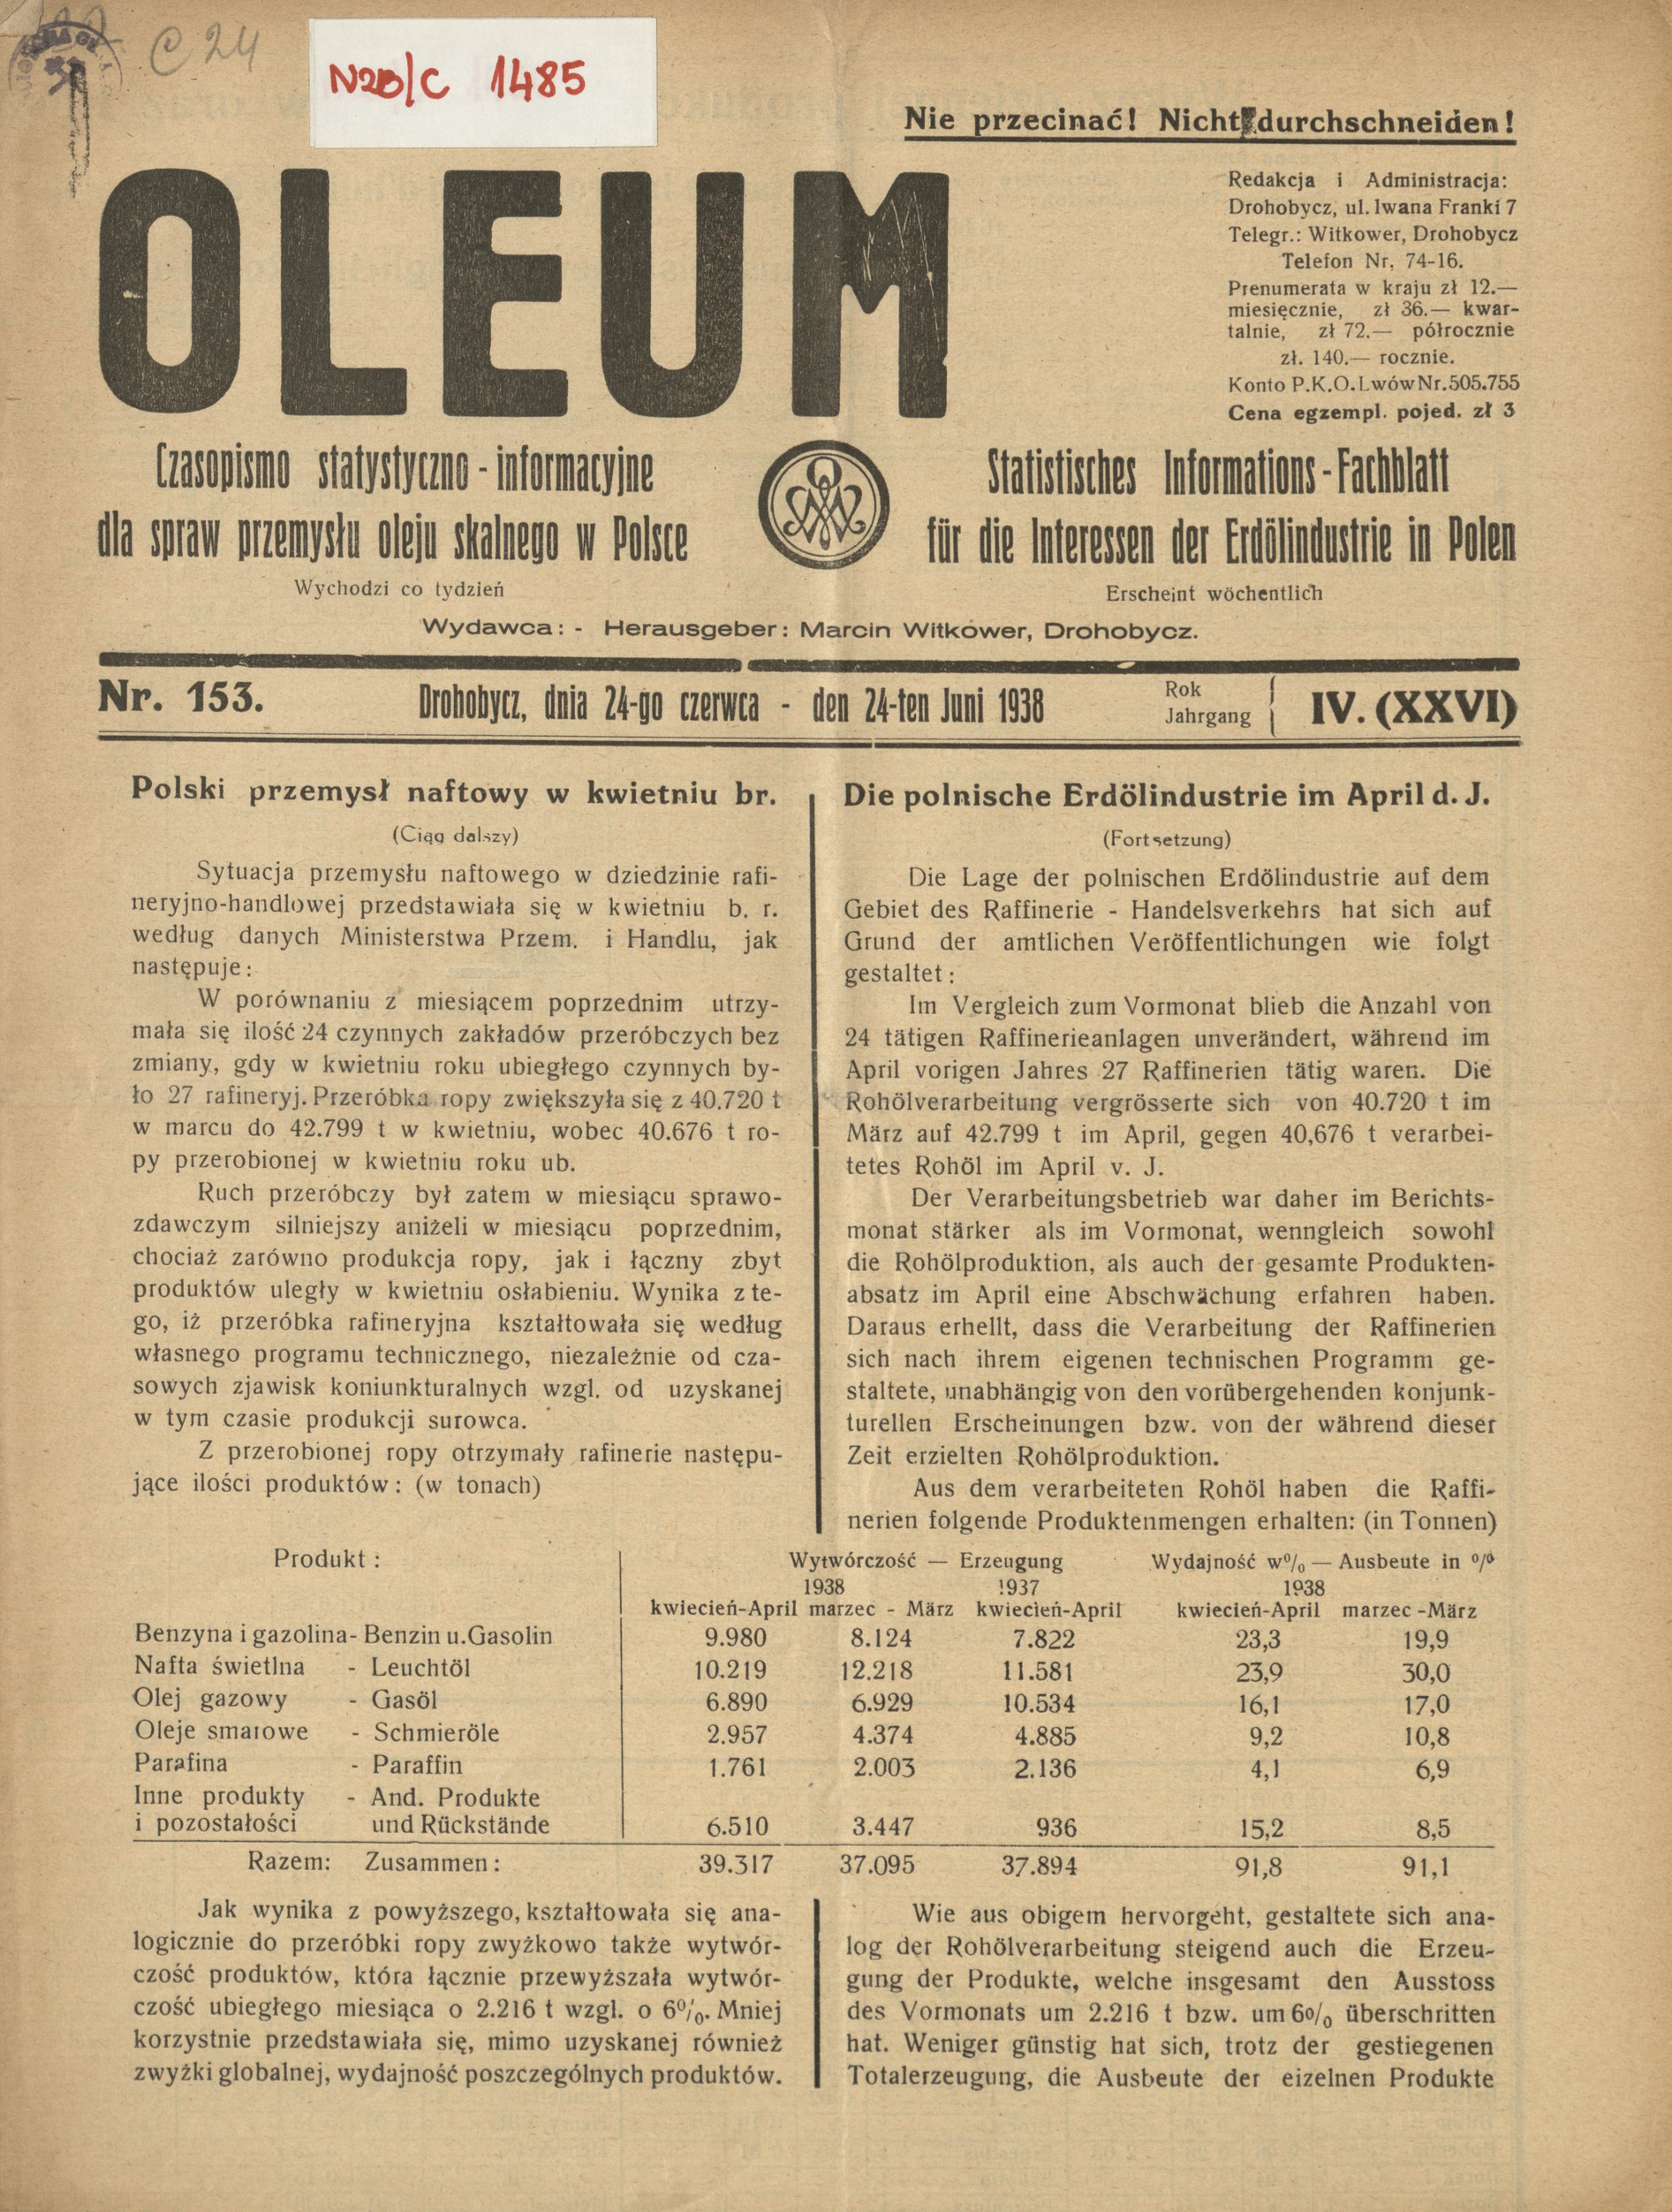 C 24
N2B/C 1485
Nie przecinać! Nicht durchschneiden!
OLEUM
Redakcja i Administracja:
Drohobycz, ul. Iwana Franki 7
Telegr.: Witkower, Drohobycz
Telefon Nr. 74-16.
Prenumerata w kraju zł 12.—
miesięcznie, zł 36.— kwar-
talnie, zł 72.— półrocznie
zł. 140.— rocznie.
Konto P.K.O. Lwów Nr. 505.755
Cena egzempl. pojed. zł 3
Czasopismo statystyczno - informacyjne
dla spraw przemysłu oleju skalnego w Polsce
Wychodzi co tydzień
Statistisches Informations - Fachblatt
für die Interessen der Erdölindustrie in Polen
Erscheint wöchentlich
Wydawca: - Herausgeber: Marcin Witkower, Drohobycz.
Nr. 153. Drohobycz, dnia 24-go czerwca - den 24-ten Juni 1938 Rok Jahrgang IV. (XXVI)
Polski przemysł naftowy w kwietniu br.
(Ciąg dalszy)
Sytuacja przemysłu naftowego w dziedzinie rafi-
neryjno-handlowej przedstawiała się w kwietniu b. r.
według danych Ministerstwa Przem. i Handlu, jak
następuje:
W porównaniu z miesiącem poprzednim utrzy-
mała się ilość 24 czynnych zakładów przeróbczych bez
zmiany, gdy w kwietniu roku ubiegłego czynnych by-
ło 27 rafineryj. Przeróbka ropy zwiększyła się z 40.720 t
w marcu do 42.799 t w kwietniu, wobec 40.676 t ro-
py przerobionej w kwietniu roku ub.
Ruch przeróbczy był zatem w miesiącu sprawo-
zdawczym silniejszy aniżeli w miesiącu poprzednim,
chociaż zarówno produkcja ropy, jak i łączny zbyt
produktów uległy w kwietniu osłabieniu. Wynika z te-
go, iż przeróbka rafineryjna kształtowała się według
własnego programu technicznego, niezależnie od cza-
sowych zjawisk koniunkturalnych wzgl. od uzyskanej
w tym czasie produkcji surowca.
Z przerobionej ropy otrzymały rafinerie następu-
jące ilości produktów: (w tonach)
Die polnische Erdölindustrie im April d. J.
(Fortsetzung)
Die Lage der polnischen Erdölindustrie auf dem
Gebiet des Raffinerie - Handelsverkehrs hat sich auf
Grund der amtlichen Veröffentlichungen wie folgt
gestaltet:
Im Vergleich zum Vormonat blieb die Anzahl von
24 tätigen Raffinerieanlagen unverändert, während im
April vorigen Jahres 27 Raffinerien tätig waren. Die
Rohölverarbeitung vergrösserte sich von 40.720 t im
März auf 42.799 t im April, gegen 40,676 t verarbei-
tetes Rohöl im April v. J.
Der Verarbeitungsbetrieb war daher im Berichts-
monat stärker als im Vormonat, wenngleich sowohl
die Rohölproduktion, als auch der gesamte Produkten-
absatz im April eine Abschwächung erfahren haben.
Daraus erhellt, dass die Verarbeitung der Raffinerien
sich nach ihrem eigenen technischen Programm ge-
staltete, unabhängig von den vorübergehenden konjunk-
turellen Erscheinungen bzw. von der während dieser
Zeit erzielten Rohölproduktion.
Aus dem verarbeiteten Rohöl haben die Raffi-
nerien folgende Produktenmengen erhalten: (in Tonnen)
Produkt: Wytwórczość — Erzeugung Wydajność w% — Ausbeute in %
1938 1937 1938
kwiecień-April marzec - März kwiecień-April kwiecień-April marzec - März
Benzyna i gazolina - Benzin u. Gasolin 9.980 8.124 7.822 23,3 19,9
Nafta świetlna - Leuchtöl 10.219 12.218 11.581 23,9 30,0
Olej gazowy - Gasöl 6.890 6.929 10.534 16,1 17,0
Oleje smarowe - Schmieröle 2.957 4.374 4.885 9,2 10,8
Parafina - Paraffin 1.761 2.003 2.136 4,1 6,9
Inne produkty - And. Produkte
i pozostałości und Rückstände 6.510 3.447 936 15,2 8,5
Razem: Zusammen: 39.317 37.095 37.894 91,8 91,1
Jak wynika z powyższego, kształtowała się ana-
logicznie do przeróbki ropy zwyżkowo także wytwór-
czość produktów, która łącznie przewyższała wytwór-
czość ubiegłego miesiąca o 2.216 t wzgl. o 6%. Mniej
korzystnie przedstawiała się, mimo uzyskanej również
zwyżki globalnej, wydajność poszczególnych produktów.
Wie aus obigem hervorgeht, gestaltete sich ana-
log der Rohölverarbeitung steigend auch die Erzeu-
gung der Produkte, welche insgesamt den Ausstoss
des Vormonats um 2.216 t bzw. um 6% überschritten
hat. Weniger günstig hat sich, trotz der gestiegenen
Totalerzeugung, die Ausbeute der eizelnen Produkte